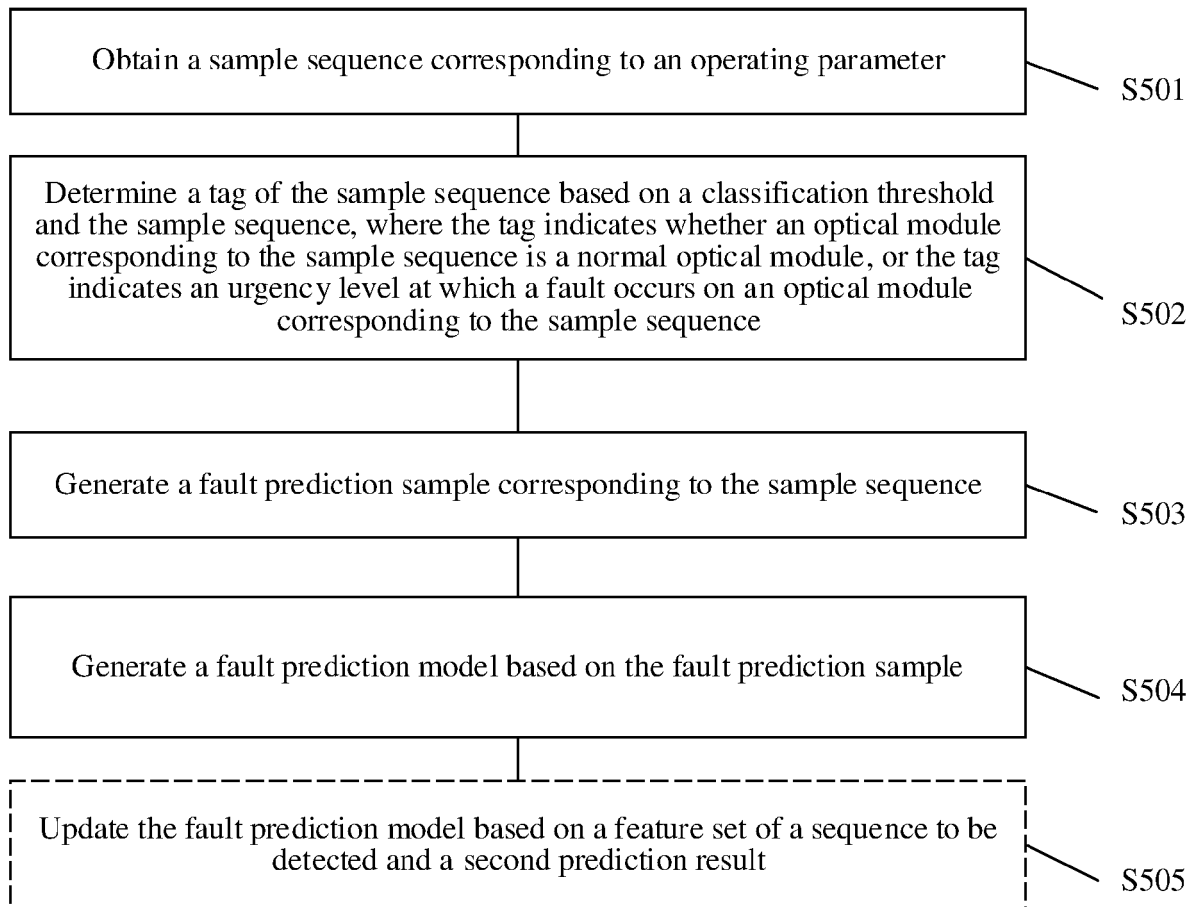 Obtain a sample sequence corresponding to an operating parameter
S501
Determine a tag of the sample sequence based on a classification threshold
and the sample sequence, where the tag indicates whether an optical module
corresponding to the sample sequence is a normal optical module, or the tag
indicates an urgency level at which a fault occurs on an optical module
corresponding to the sample sequence
S502
Generate a fault prediction sample corresponding to the sample sequence
S503
Generate a fault prediction model based on the fault prediction sample
S504
Update the fault prediction model based on a feature set of a sequence to be
detected and a second prediction result
S505